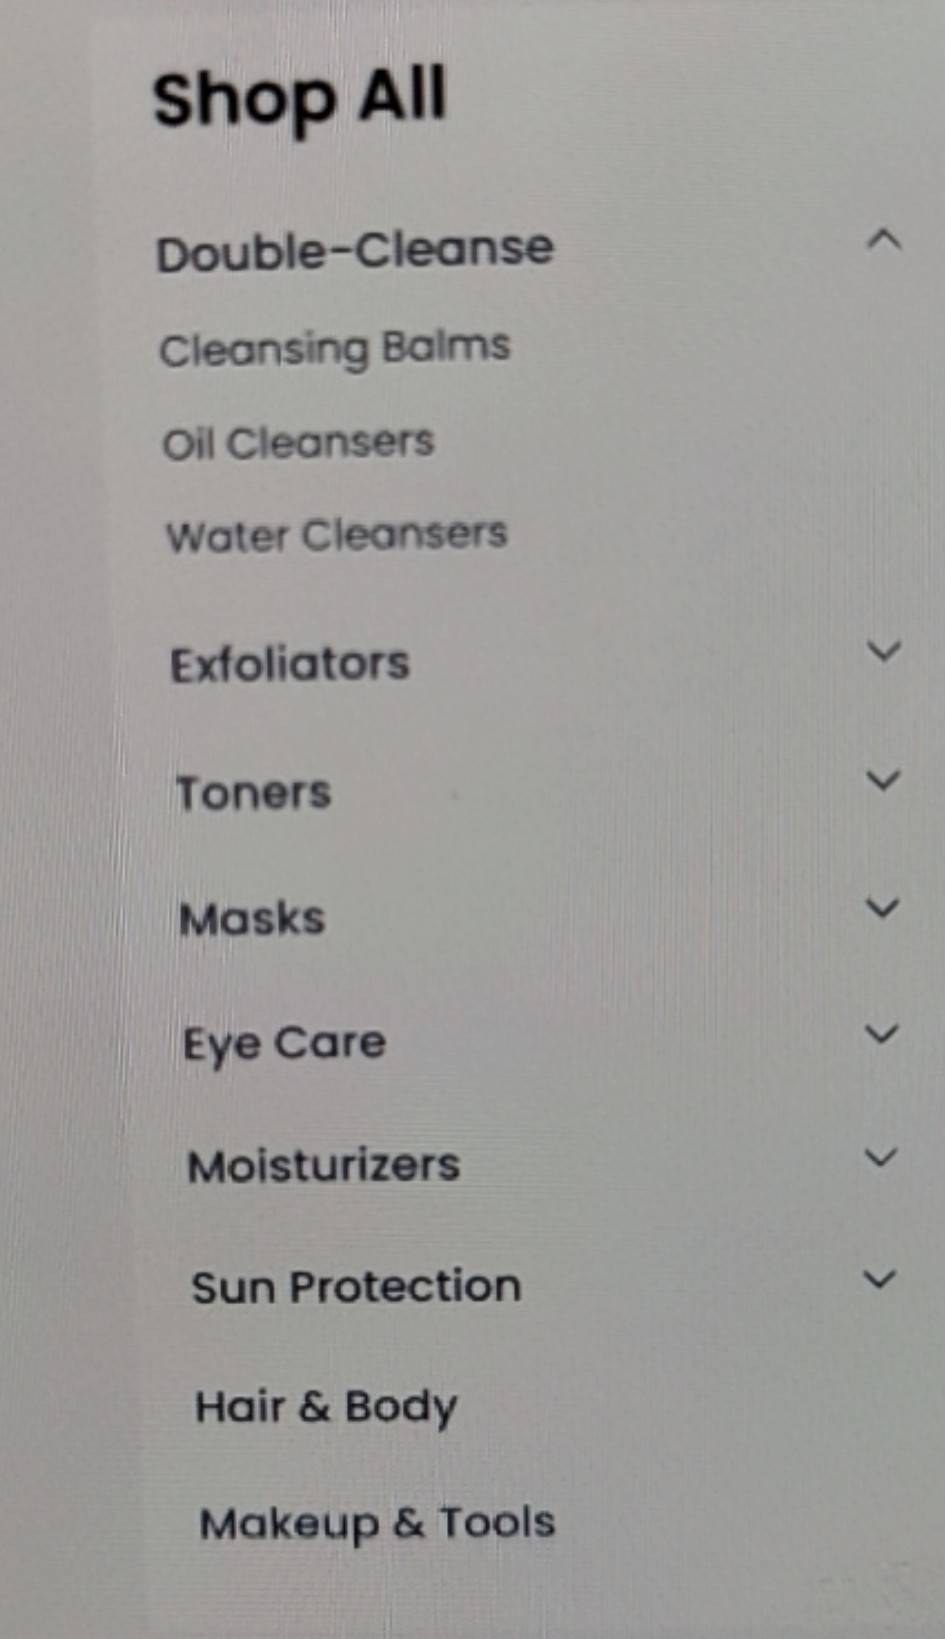 Shop All
Double-Cleanse
Cleansing Balms
Oil Cleansers
Water Cleansers
Exfoliators
Toners
Masks
Eye Care
Moisturizers
Sun Protection
Hair & Body
Makeup & Tools